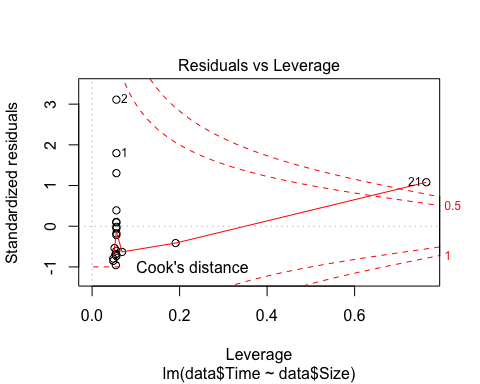 Residuals vs Leverage
Standardized residuals
3
2
1
0
-1
2
1
21
0.5
1
Cook's distance
0.0 0.2 0.4 0.6
Leverage
lm(data$Time ~ data$Size)